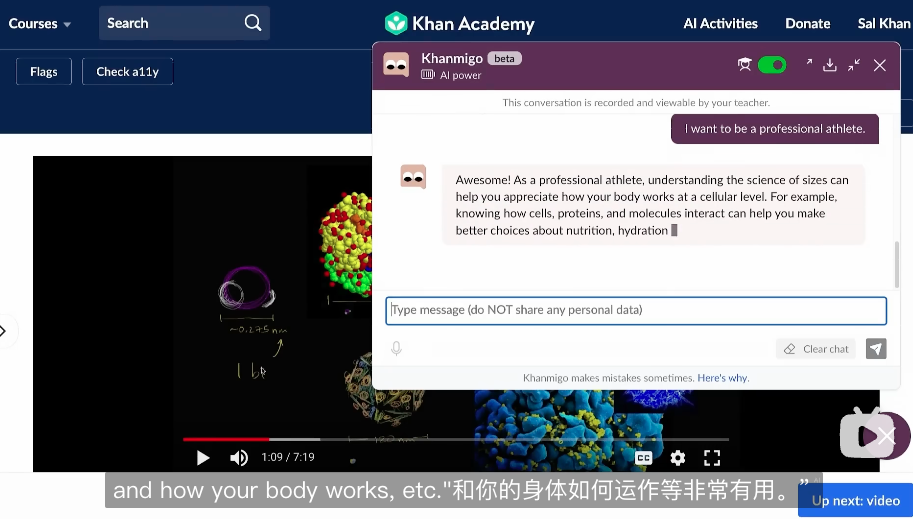 Courses
Search
Khan Academy
AI Activities
Donate
Sal Khan
Flags
Check a11y
Khanmigo beta
AI power
This conversation is recorded and viewable by your teacher.
I want to be a professional athlete.
Awesome! As a professional athlete, understanding the science of sizes can
help you appreciate how your body works at a cellular level. For example,
knowing how cells, proteins, and molecules interact can help you make
better choices about nutrition, hydration
Type message (do NOT share any personal data)
Clear chat
Khanmigo makes mistakes sometimes. Here's why.
~0.275 nm
1:09 / 7:19
CC
and how your body works, etc."和你的身体如何运作等非常有用。”
Up next: video